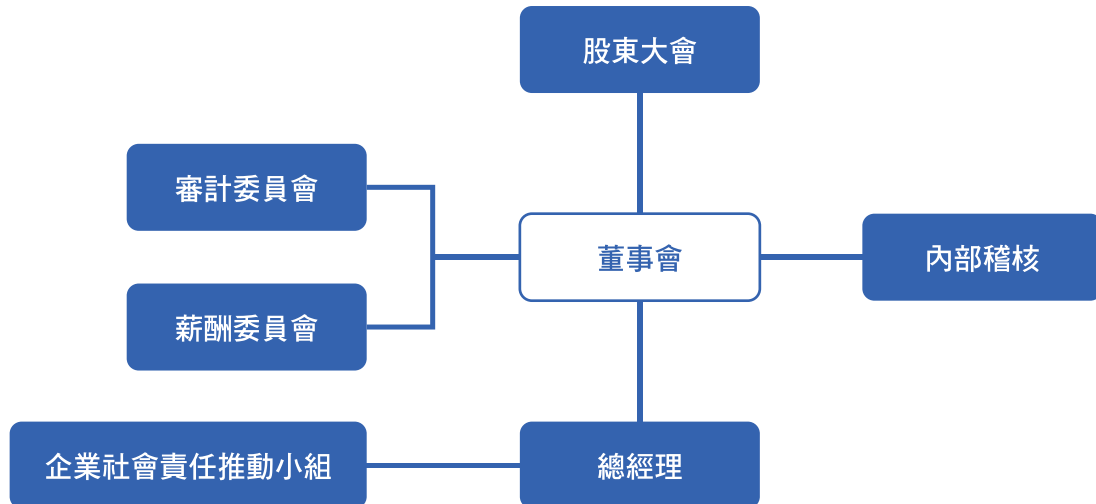 股東大會
審計委員會
董事會
內部稽核
薪酬委員會
企業社會責任推動小組
總經理